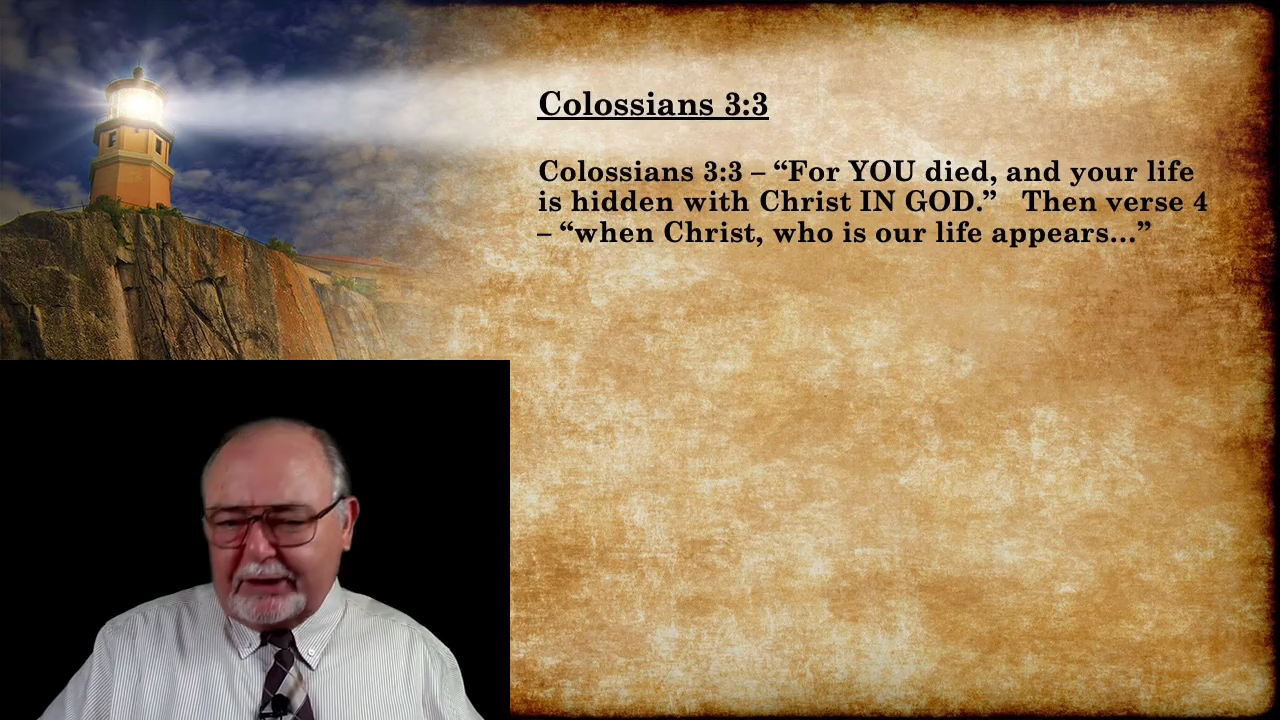 Colossians 3:3
Colossians 3:3 – “For YOU died, and your life
is hidden with Christ IN GOD.”   Then verse 4
– “when Christ, who is our life appears…”